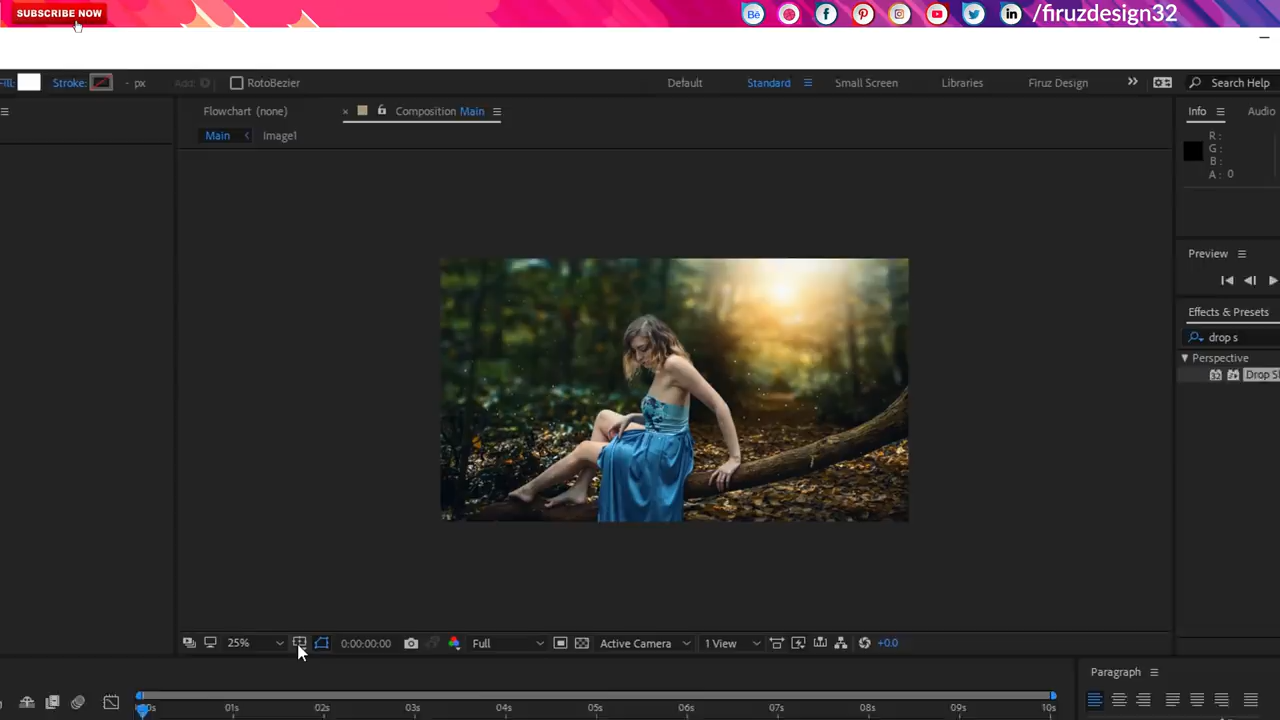 SUBSCRIBE NOW
/firuzdesign32
Fill:
Stroke:
- px
Add:
RotoBezier
Default
Standard
Small Screen
Libraries
Firuz Design
Search Help
Flowchart (none)
Composition Main
Info
Audio
Main
Image1
R :
G :
B :
A : 0
Preview
Effects & Presets
drop s
Perspective
Drop S
25%
0:00:00:00
Full
Active Camera
1 View
+0.0
Paragraph
01s
02s
03s
04s
05s
06s
07s
08s
09s
10s